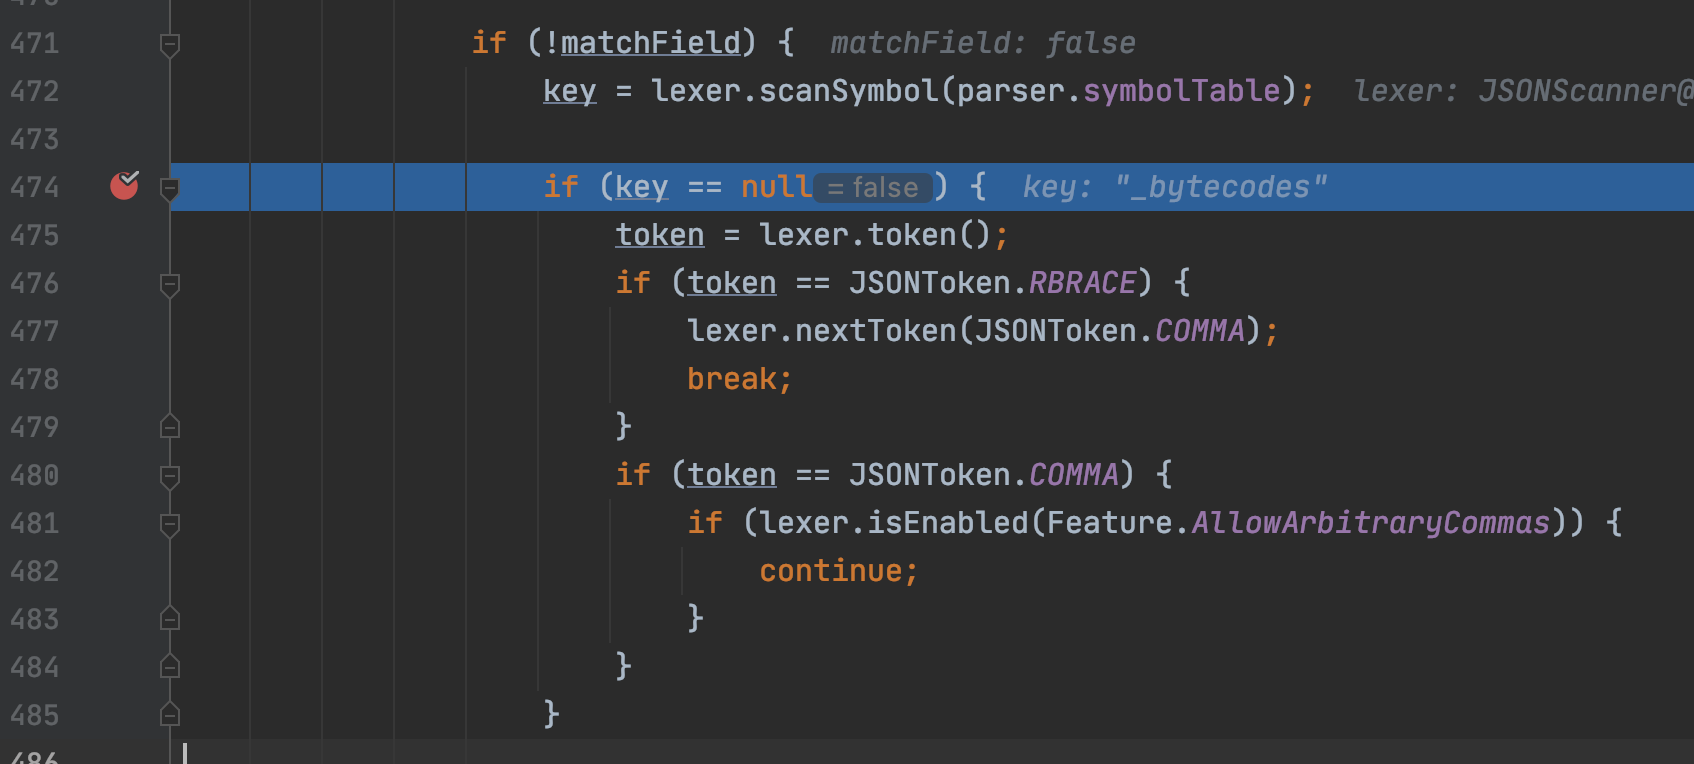 471 if (!matchField) { matchField: false
472 key = lexer.scanSymbol(parser.symbolTable); lexer: JSONScanner@
473
474 if (key == null = false ) { key: "_bytecodes"
475 token = lexer.token();
476 if (token == JSONToken.RBRACE) {
477 lexer.nextToken(JSONToken.COMMA);
478 break;
479 }
480 if (token == JSONToken.COMMA) {
481 if (lexer.isEnabled(Feature.AllowArbitraryCommas)) {
482 continue;
483 }
484 }
485 }
486